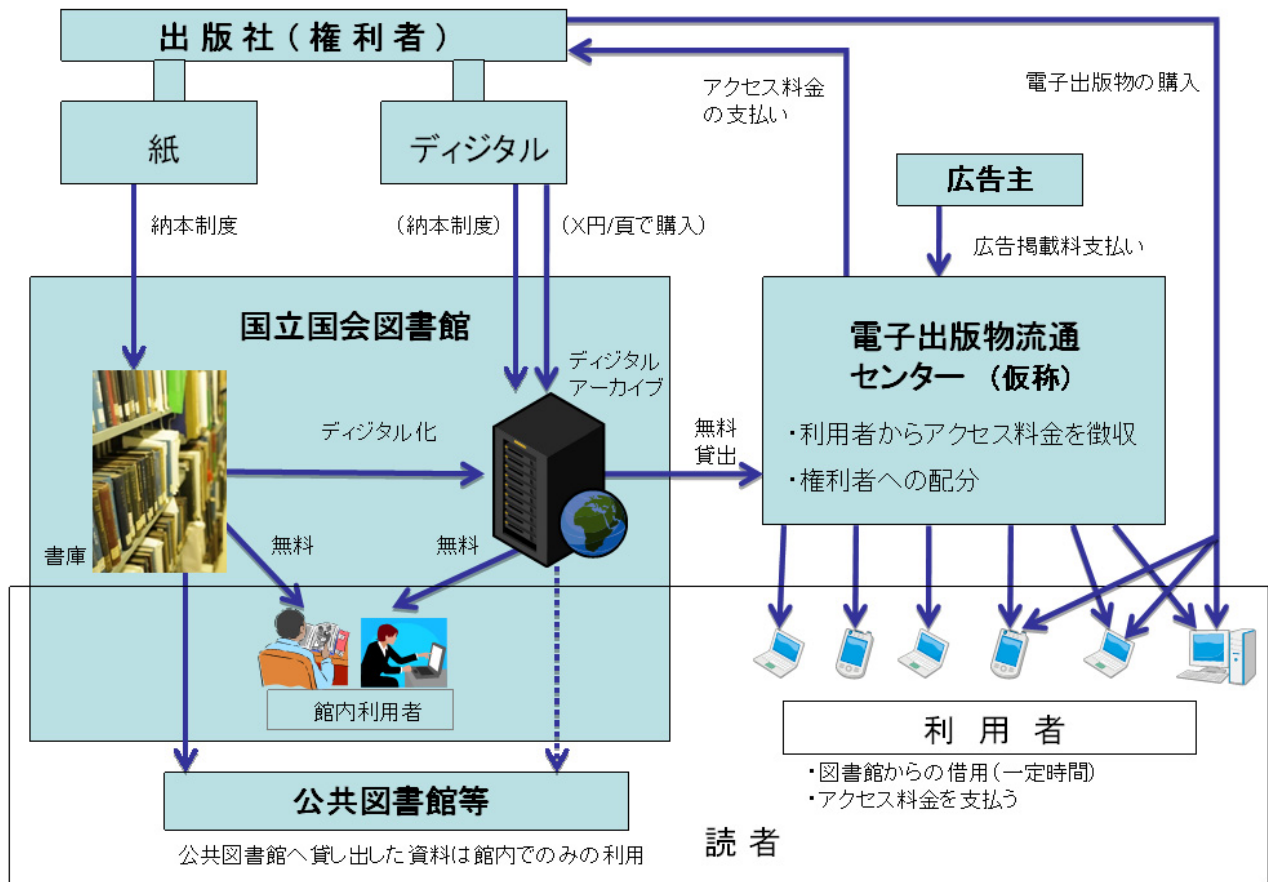 出版社(権利者)
紙
ディジタル
アクセス料金
の支払い
電子出版物の購入
広告主
納本制度
(納本制度)
(X円/頁で購入)
広告掲載料支払い
国立国会図書館
ディジタル
アーカイブ
ディジタル化
書庫
無料
無料
無料
貸出
電子出版物流通
センター (仮称)
・利用者からアクセス料金を徴収
・権利者への配分
館内利用者
利用者
・図書館からの借用(一定時間)
・アクセス料金を支払う
公共図書館等
公共図書館へ貸し出した資料は館内でのみの利用
読者